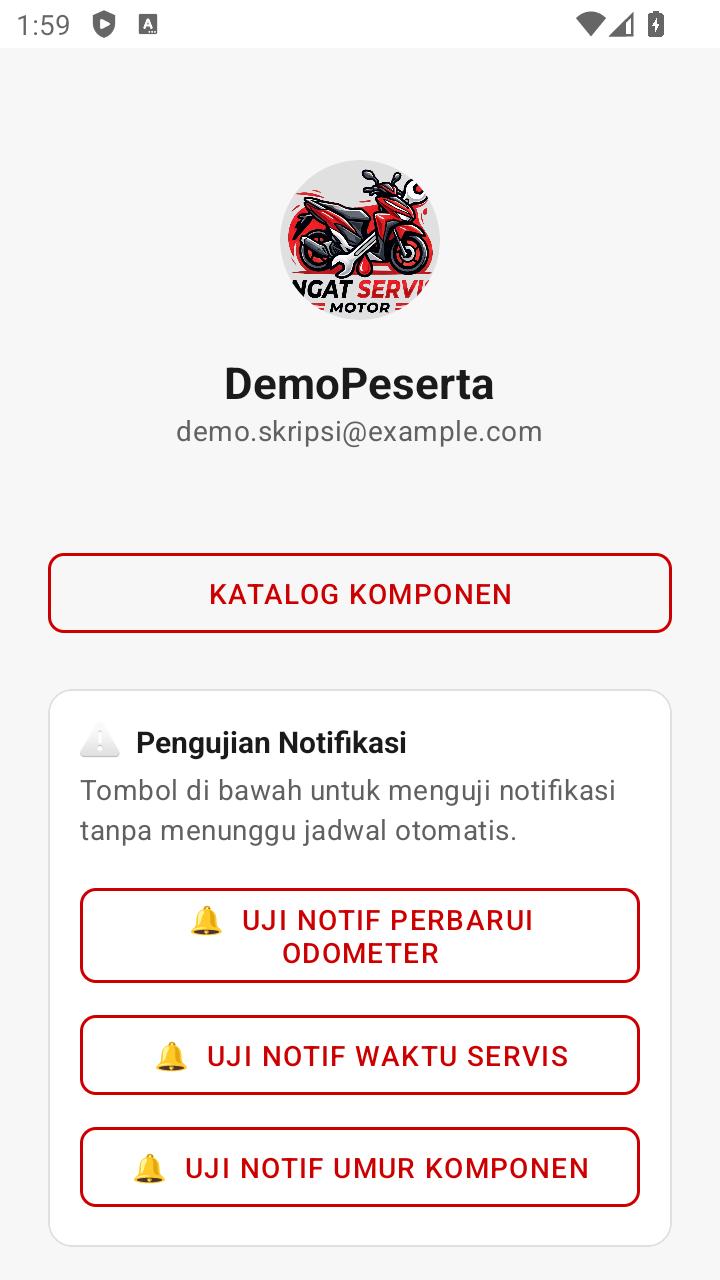 1:59
A
NGAT SERVI
MOTOR
DemoPeserta
demo.skripsi@example.com
KATALOG KOMPONEN
Pengujian Notifikasi
Tombol di bawah untuk menguji notifikasi
tanpa menunggu jadwal otomatis.
UJI NOTIF PERBARUI
ODOMETER
UJI NOTIF WAKTU SERVIS
UJI NOTIF UMUR KOMPONEN